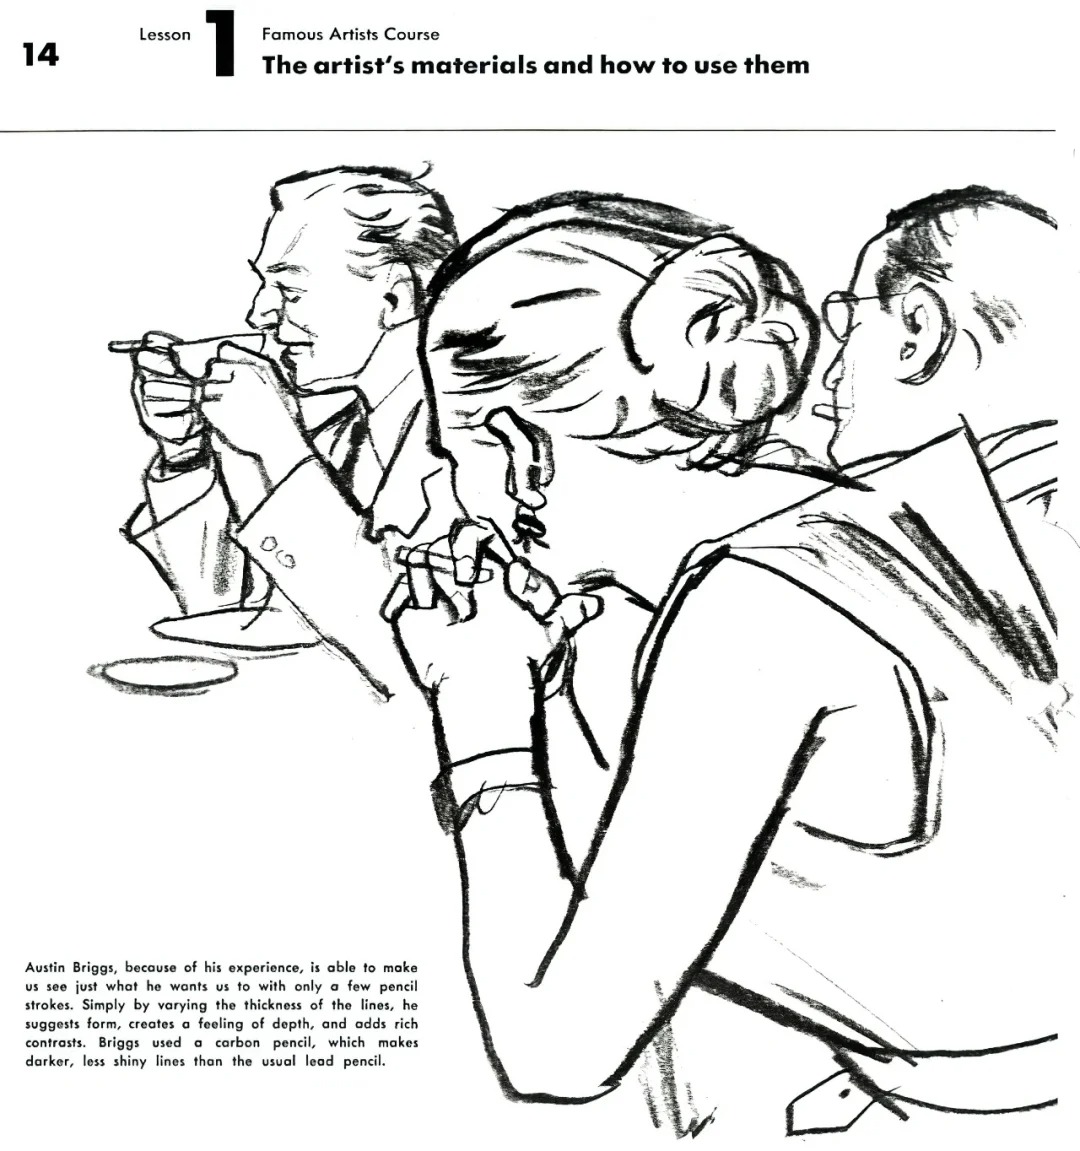 14
Lesson 1
Famous Artists Course
The artist's materials and how to use them
Austin Briggs, because of his experience, is able to make
us see just what he wants us to with only a few pencil
strokes. Simply by varying the thickness of the lines, he
suggests form, creates a feeling of depth, and adds rich
contrasts. Briggs used a carbon pencil, which makes
darker, less shiny lines than the usual lead pencil.